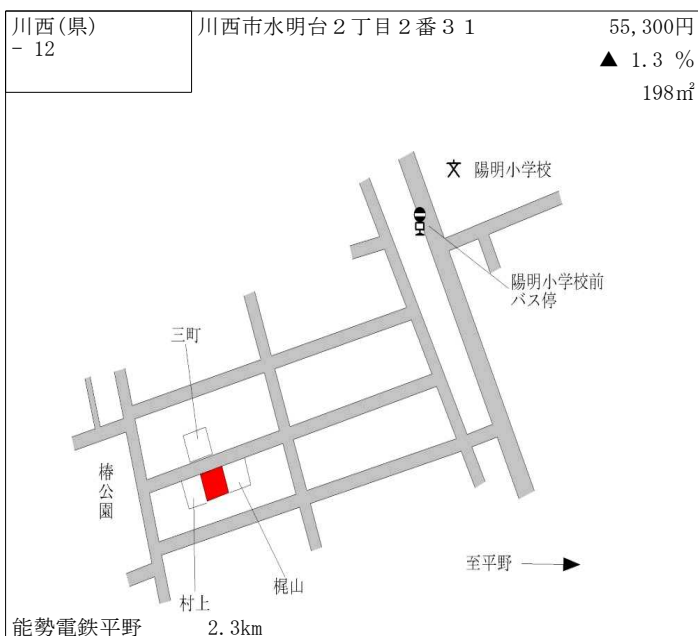 川西(県)
- 12
川西市水明台２丁目２番３１
55,300円
▲ 1.3 %
198㎡
文 陽明小学校
陽明小学校前
バス停
三町
椿公園
至平野
梶山
村上
能勢電鉄平野 2.3km